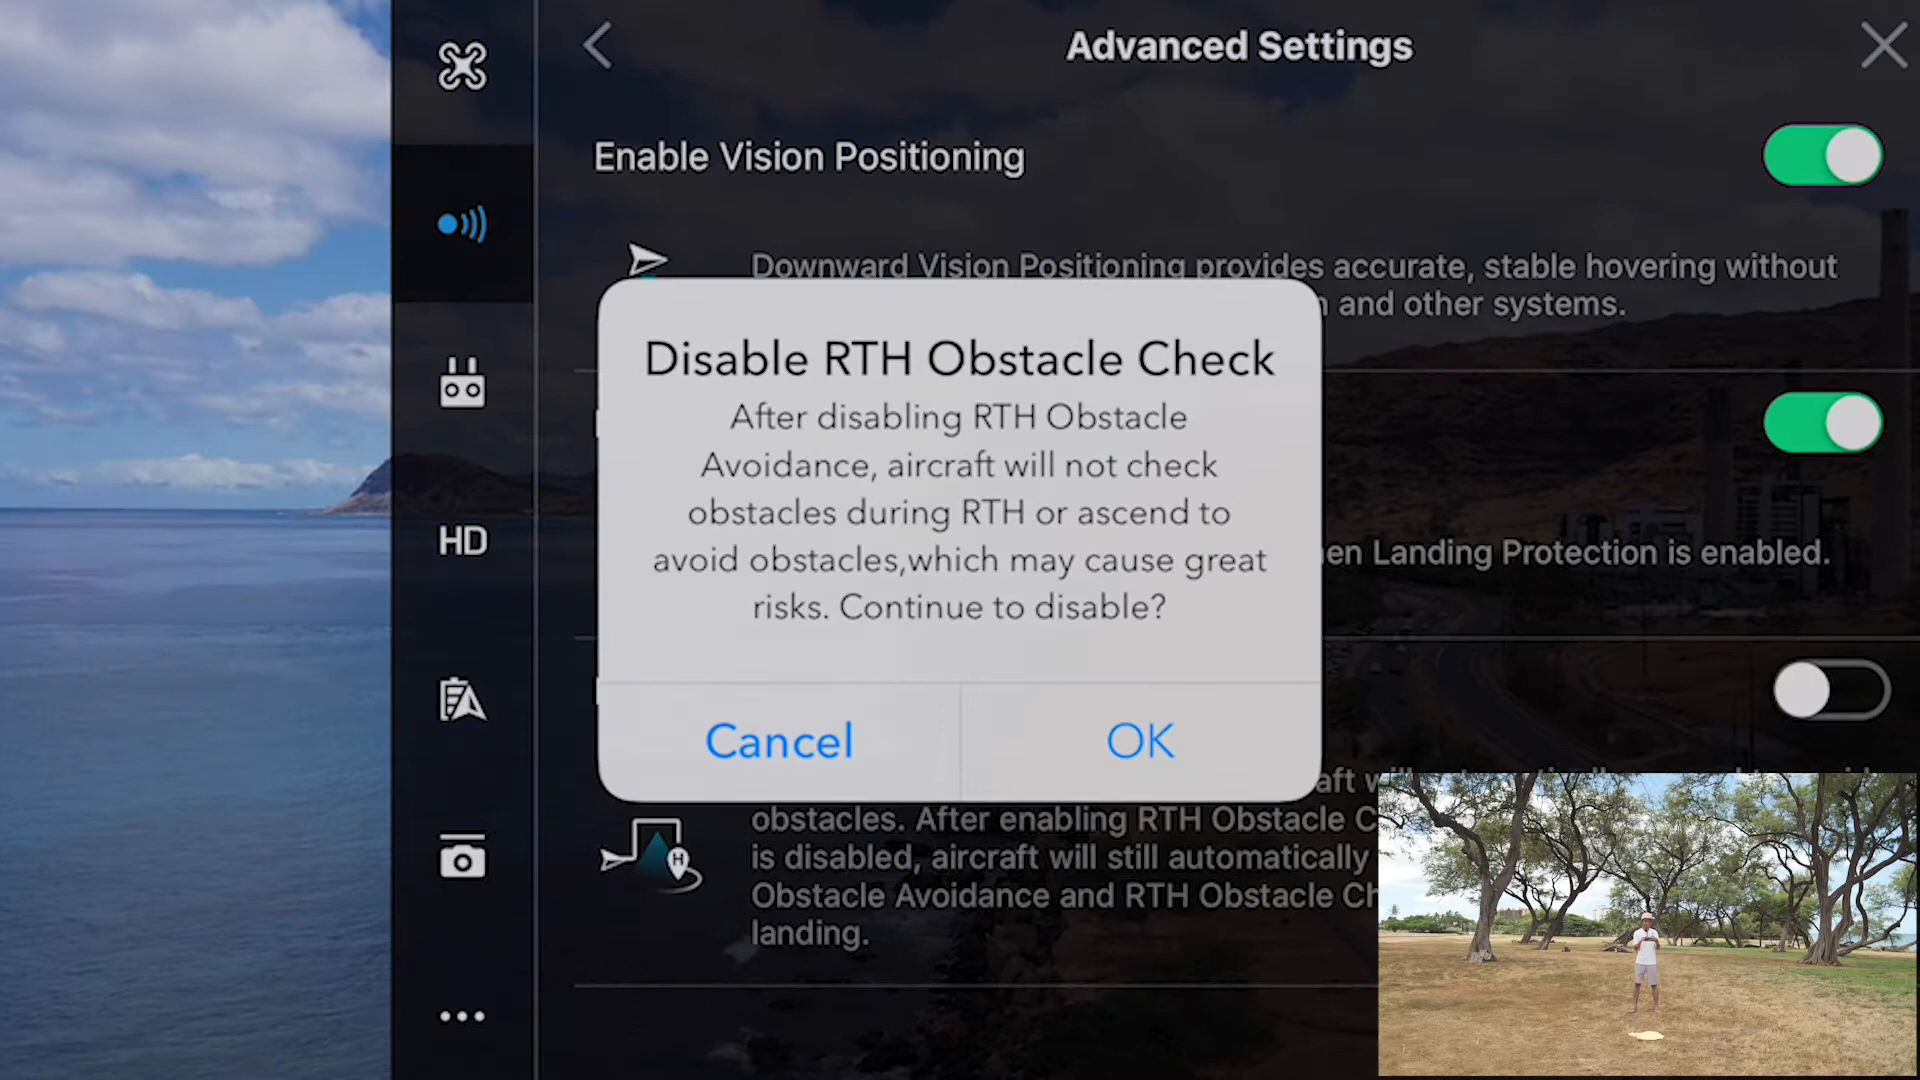 Advanced Settings
Enable Vision Positioning
Downward Vision Positioning provides accurate, stable hovering without
and other systems.
Disable RTH Obstacle Check
After disabling RTH Obstacle
Avoidance, aircraft will not check
obstacles during RTH or ascend to
avoid obstacles,which may cause great
risks. Continue to disable?
Landing Protection is enabled.
HD
Cancel
OK
obstacles. After enabling RTH Obstacle
is disabled, aircraft will still automatically
Obstacle Avoidance and RTH Obstacle
landing.
H